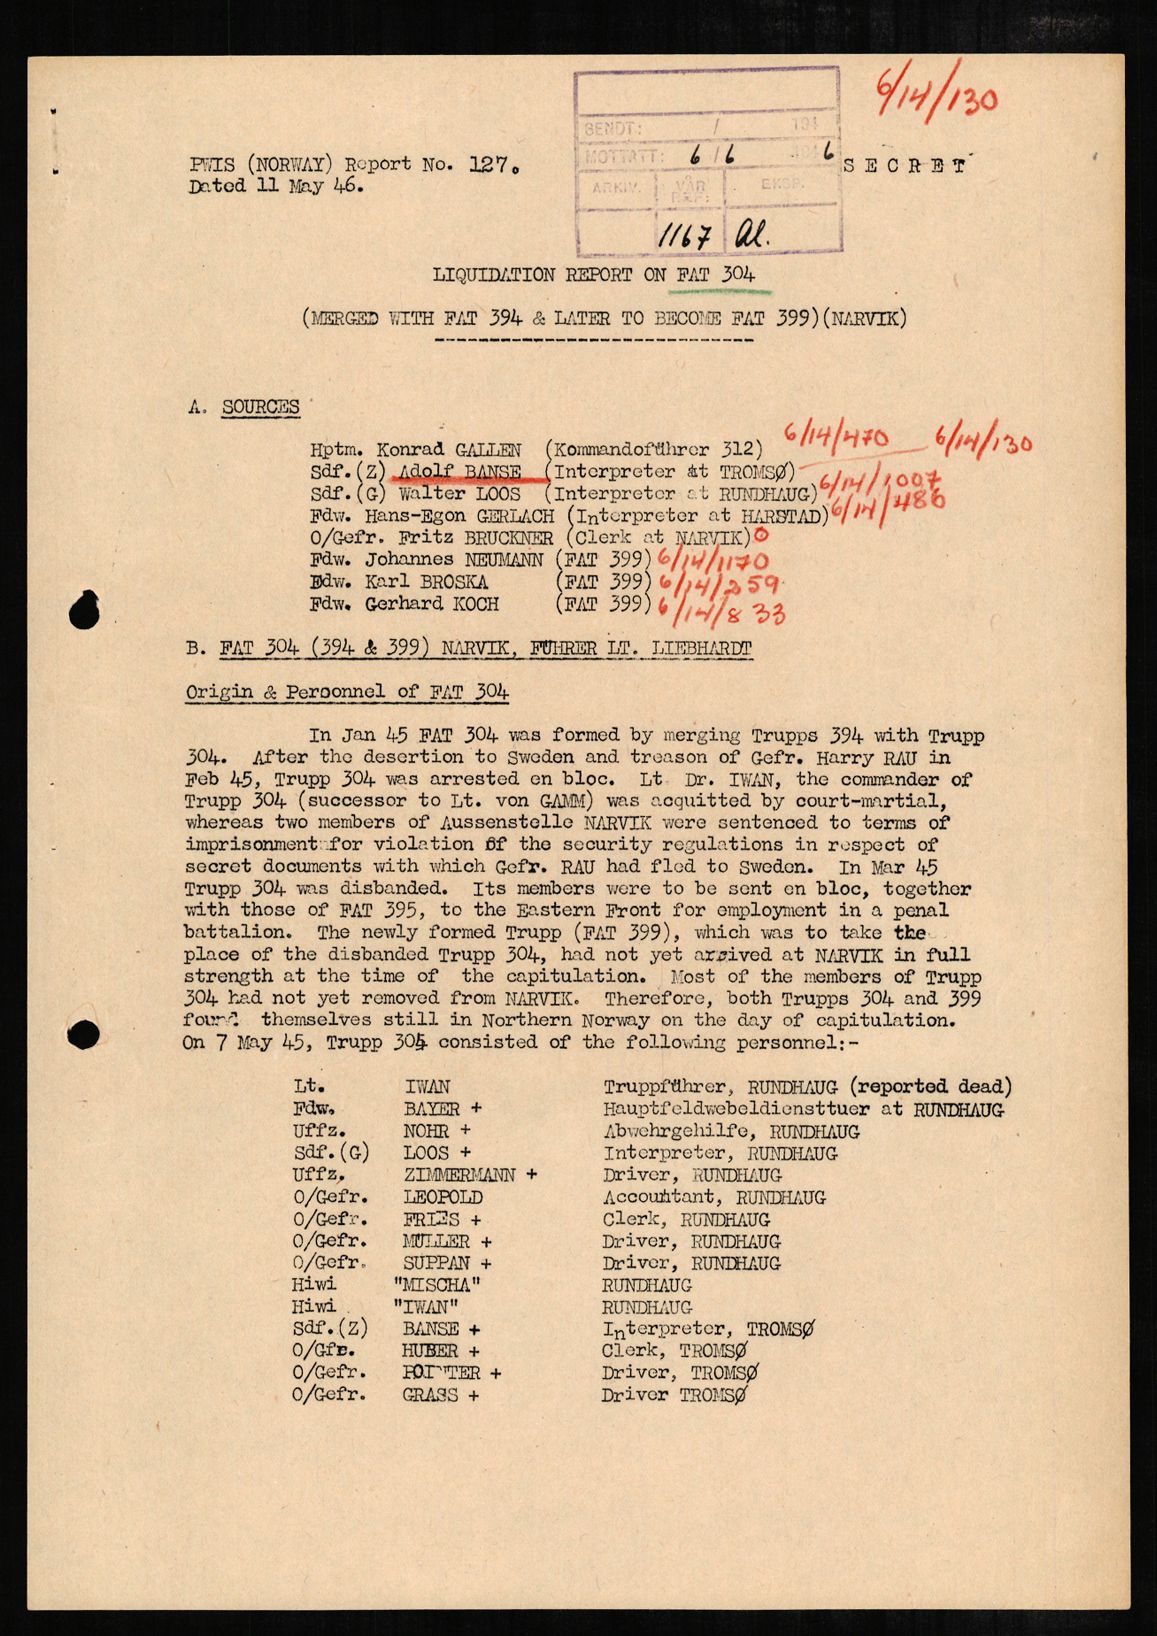 6/14/130
SENDT: / 194
MOTTATT: 6/6 1946
ARKIV. VÅR REF: EKSP.
1167 Al.
PWIS (NORWAY) Report No. 127.
SECRET
Dated 11 May 46.
LIQUIDATION REPORT ON FAT 304
(MERGED WITH FAT 394 & LATER TO BECOME FAT 399)(NARVIK)
A. SOURCES
Hptm. Konrad GALLEN (Kommandoführer 312) 6/14/470 6/14/130
Sdf.(Z) Adolf BANSE (Interpreter at TROMSØ)
Sdf.(G) Walter LOOS (Interpreter at RUNDHAUG) 6/14/1007
Fdw. Hans-Egon GERLACH (Interpreter at HARSTAD) 6/14/486
O/Gefr. Fritz BRUCKNER (Clerk at NARVIK) O
Fdw. Johannes NEUMANN (FAT 399) 6/14/1170
Fdw. Karl BROSKA (FAT 399) 6/14/259
Fdw. Gerhard KOCH (FAT 399) 6/14/833
B. FAT 304 (394 & 399) NARVIK, FÜHRER LT. LIEBHARDT
Origin & Personnel of FAT 304
In Jan 45 FAT 304 was formed by merging Trupps 394 with Trupp
304. After the desertion to Sweden and treason of Gefr. Harry RAU in
Feb 45, Trupp 304 was arrested en bloc. Lt. Dr. IWAN, the commander of
Trupp 304 (successor to Lt. von GAMM) was acquitted by court-martial,
whereas two members of Aussenstelle NARVIK were sentenced to terms of
imprisonment for violation of the security regulations in respect of
secret documents with which Gefr. RAU had fled to Sweden. In Mar 45
Trupp 304 was disbanded. Its members were to be sent en bloc, together
with those of FAT 395, to the Eastern Front for employment in a penal
battalion. The newly formed Trupp (FAT 399), which was to take the
place of the disbanded Trupp 304, had not yet arrived at NARVIK in full
strength at the time of the capitulation. Most of the members of Trupp
304 had not yet removed from NARVIK. Therefore, both Trupps 304 and 399
found themselves still in Northern Norway on the day of capitulation.
On 7 May 45, Trupp 304 consisted of the following personnel:-
Lt. IWAN Truppführer, RUNDHAUG (reported dead)
Fdw. BAYER + Hauptfeldwebeldiensttuer at RUNDHAUG
Uffz. NOHR + Abwehrgehilfe, RUNDHAUG
Sdf.(G) LOOS + Interpreter, RUNDHAUG
Uffz. ZIMMERMANN + Driver, RUNDHAUG
O/Gefr. LEOPOLD Accountant, RUNDHAUG
O/Gefr. FRIES + Clerk, RUNDHAUG
O/Gefr. MÜLLER + Driver, RUNDHAUG
O/Gefr. SUPPAN + Driver, RUNDHAUG
Hiwi "MISCHA" RUNDHAUG
Hiwi "IWAN" RUNDHAUG
Sdf.(Z) BANSE + Interpreter, TROMSØ
O/Gfr. HUBER + Clerk, TROMSØ
O/Gefr. + Driver, TROMSØ
O/Gefr. GRASS + Driver TROMSØ